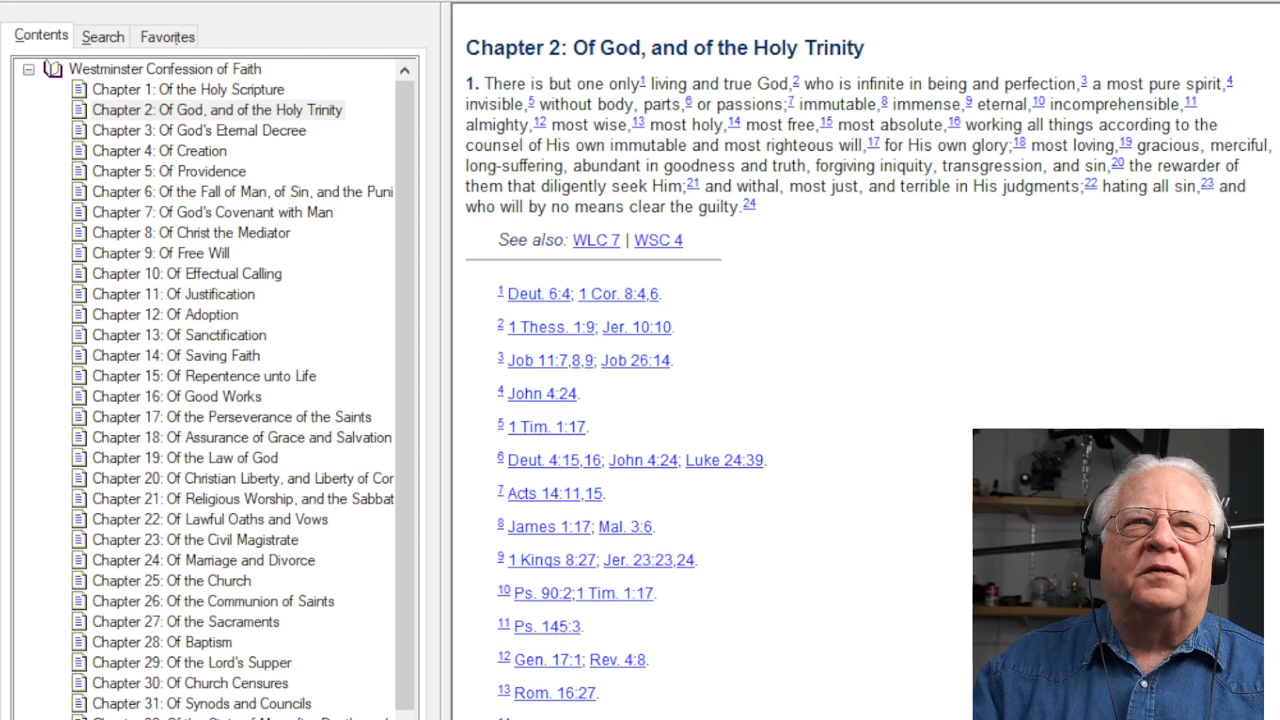 Contents Search Favorites
Westminster Confession of Faith
Chapter 1: Of the Holy Scripture
Chapter 2: Of God, and of the Holy Trinity
Chapter 3: Of God's Eternal Decree
Chapter 4: Of Creation
Chapter 5: Of Providence
Chapter 6: Of the Fall of Man, of Sin, and the Puni
Chapter 7: Of God's Covenant with Man
Chapter 8: Of Christ the Mediator
Chapter 9: Of Free Will
Chapter 10: Of Effectual Calling
Chapter 11: Of Justification
Chapter 12: Of Adoption
Chapter 13: Of Sanctification
Chapter 14: Of Saving Faith
Chapter 15: Of Repentence unto Life
Chapter 16: Of Good Works
Chapter 17: Of the Perseverance of the Saints
Chapter 18: Of Assurance of Grace and Salvation
Chapter 19: Of the Law of God
Chapter 20: Of Christian Liberty, and Liberty of Cor
Chapter 21: Of Religious Worship, and the Sabbat
Chapter 22: Of Lawful Oaths and Vows
Chapter 23: Of the Civil Magistrate
Chapter 24: Of Marriage and Divorce
Chapter 25: Of the Church
Chapter 26: Of the Communion of Saints
Chapter 27: Of the Sacraments
Chapter 28: Of Baptism
Chapter 29: Of the Lord's Supper
Chapter 30: Of Church Censures
Chapter 31: Of Synods and Councils
Chapter 2: Of God, and of the Holy Trinity
1. There is but one only1 living and true God,2 who is infinite in being and perfection,3 a most pure spirit,4
invisible,5 without body, parts,6 or passions;7 immutable,8 immense,9 eternal,10 incomprehensible,11
almighty,12 most wise,13 most holy,14 most free,15 most absolute,16 working all things according to the
counsel of His own immutable and most righteous will,17 for His own glory;18 most loving,19 gracious, merciful,
long-suffering, abundant in goodness and truth, forgiving iniquity, transgression, and sin,20 the rewarder of
them that diligently seek Him;21 and withal, most just, and terrible in His judgments;22 hating all sin,23 and
who will by no means clear the guilty.24
See also: WLC 7 | WSC 4
1 Deut. 6:4; 1 Cor. 8:4,6.
2 1 Thess. 1:9; Jer. 10:10.
3 Job 11:7,8,9; Job 26:14.
4 John 4:24.
5 1 Tim. 1:17.
6 Deut. 4:15,16; John 4:24; Luke 24:39.
7 Acts 14:11,15.
8 James 1:17; Mal. 3:6.
9 1 Kings 8:27; Jer. 23:23,24.
10 Ps. 90:2;1 Tim. 1:17.
11 Ps. 145:3.
12 Gen. 17:1; Rev. 4:8.
13 Rom. 16:27.